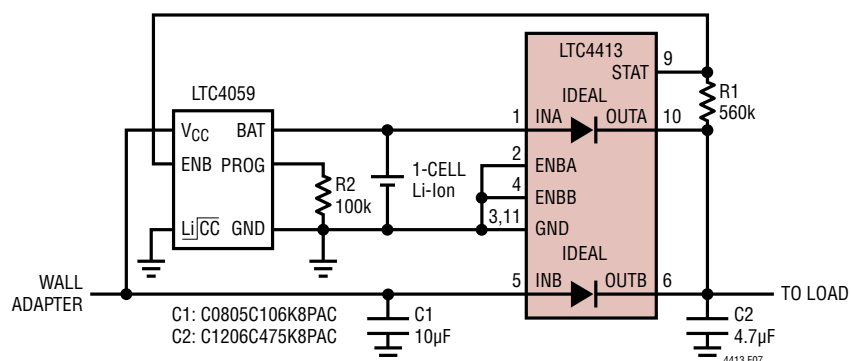 LTC4413
STAT
9
LTC4059
IDEAL
R1
560k
VCC BAT
1 INA OUTA 10
ENB PROG
2 ENBA
1-CELL
Li-Ion
R2
100k
4 ENBB
Li CC GND
3,11 GND
IDEAL
WALL
ADAPTER
5 INB OUTB 6
TO LOAD
C1: C0805C106K8PAC
C2: C1206C475K8PAC
C1
10µF
C2
4.7µF
4413 F07